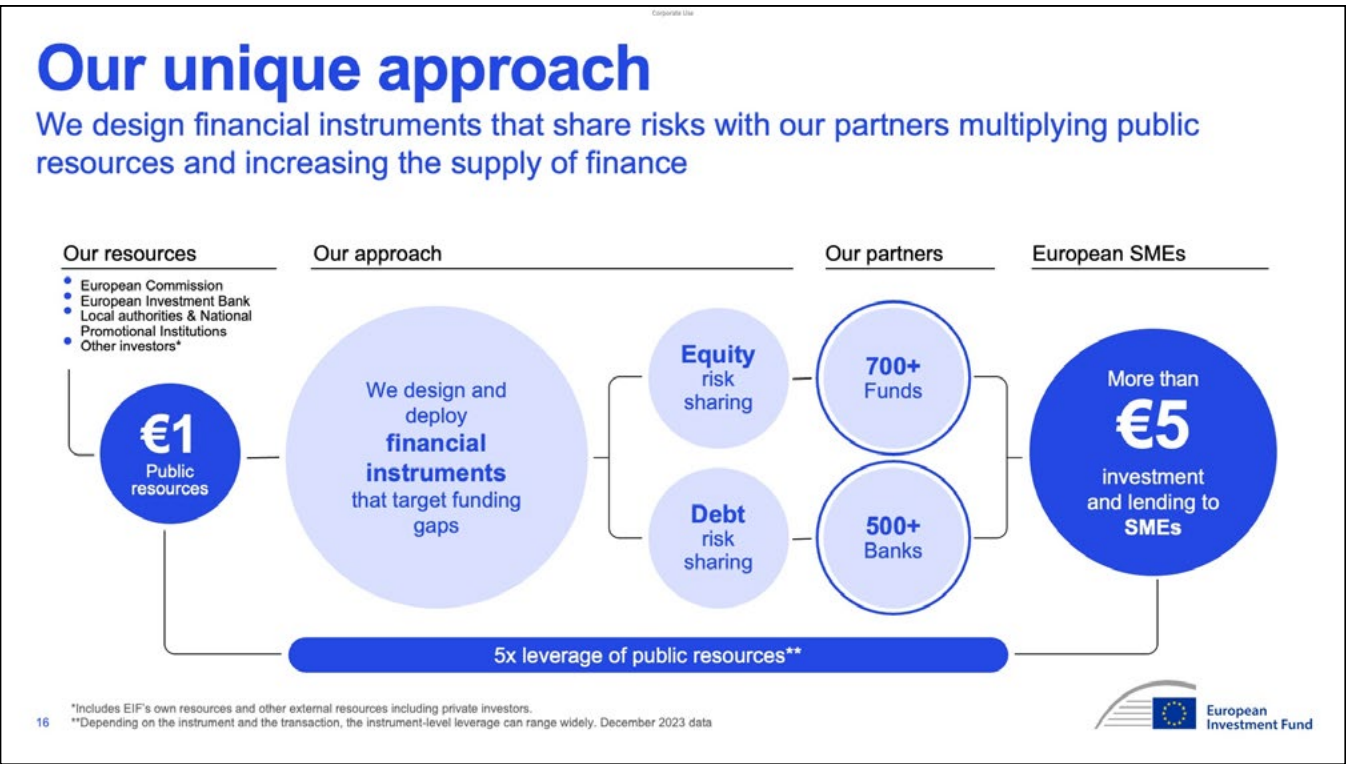 Corporate Use
Our unique approach
We design financial instruments that share risks with our partners multiplying public
resources and increasing the supply of finance
Our resources
Our approach
Our partners
European SMEs
European Commission
European Investment Bank
Local authorities & National
Promotional Institutions
Other investors*
€1
Public
resources
We design and
deploy
financial
instruments
that target funding
gaps
Equity
risk
sharing
Debt
risk
sharing
700+
Funds
500+
Banks
More than
€5
investment
and lending to
SMEs
5x leverage of public resources**
*Includes EIF's own resources and other external resources including private investors.
16
**Depending on the instrument and the transaction, the instrument-level leverage can range widely. December 2023 data
European
Investment Fund